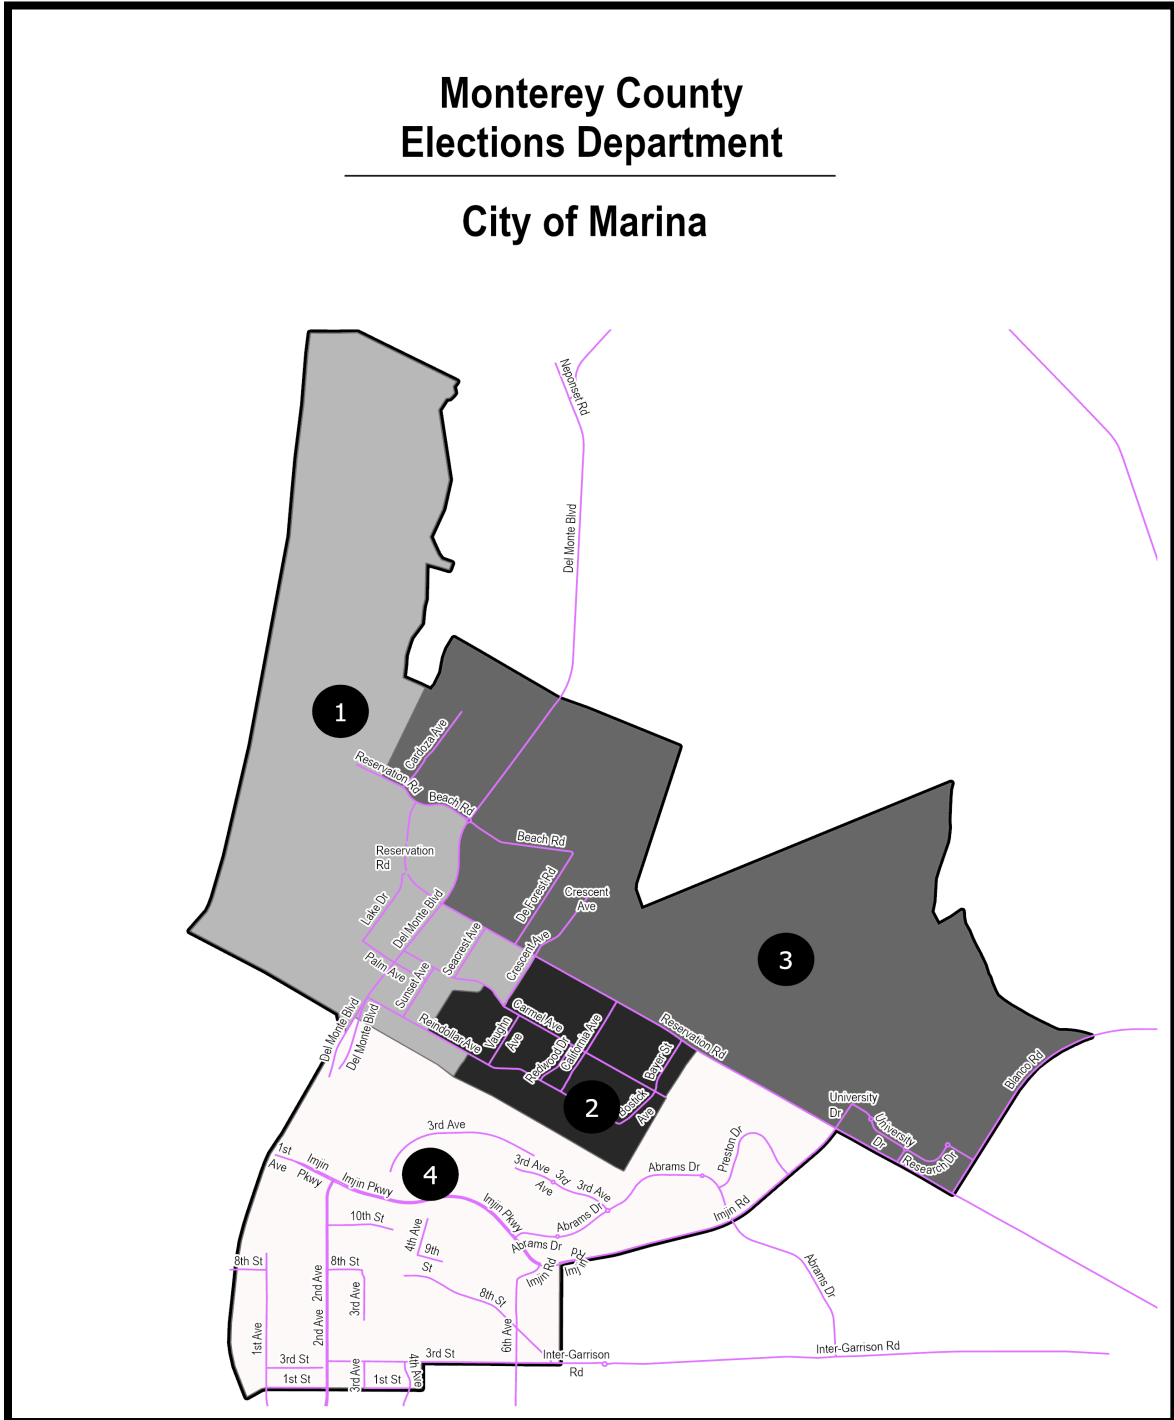 Monterey County
Elections Department
City of Marina
Neponset Rd
Del Monte Blvd
1
Cardoza Ave
Reservation Rd
Beach Rd
Beach Rd
Reservation
Rd
De Forest Rd
Crescent
Ave
Lake Dr
Del Monte Blvd
Seacrest Ave
Crescent Ave
3
Palm Ave
Sunset Ave
Del Monte Blvd
Del Monte Blvd
Reindollar Ave
Vaughn
Ave
Carmel Ave
Redwood Dr
California Ave
Reservation Rd
Bayer St
Blanco Rd
2
Bostick
Ave
University
Dr
University
Dr
Research Dr
3rd Ave
1st
Ave
Imjin
Pkwy
Imjin Pkwy
4
3rd Ave
3rd
Ave
3rd Ave
Abrams Dr
Preston Dr
Imjin Pkwy
Abrams Dr
Imjin Rd
10th St
4th Ave
9th
St
Abrams Dr
Imjin Rd
Imjin
Rd
Abrams Dr
8th St
8th St
2nd Ave
3rd Ave
8th St
1st Ave
2nd Ave
6th Ave
3rd St
3rd St
Inter-Garrison
Rd
Inter-Garrison Rd
1st St
3rd Ave
1st St
4th Ave